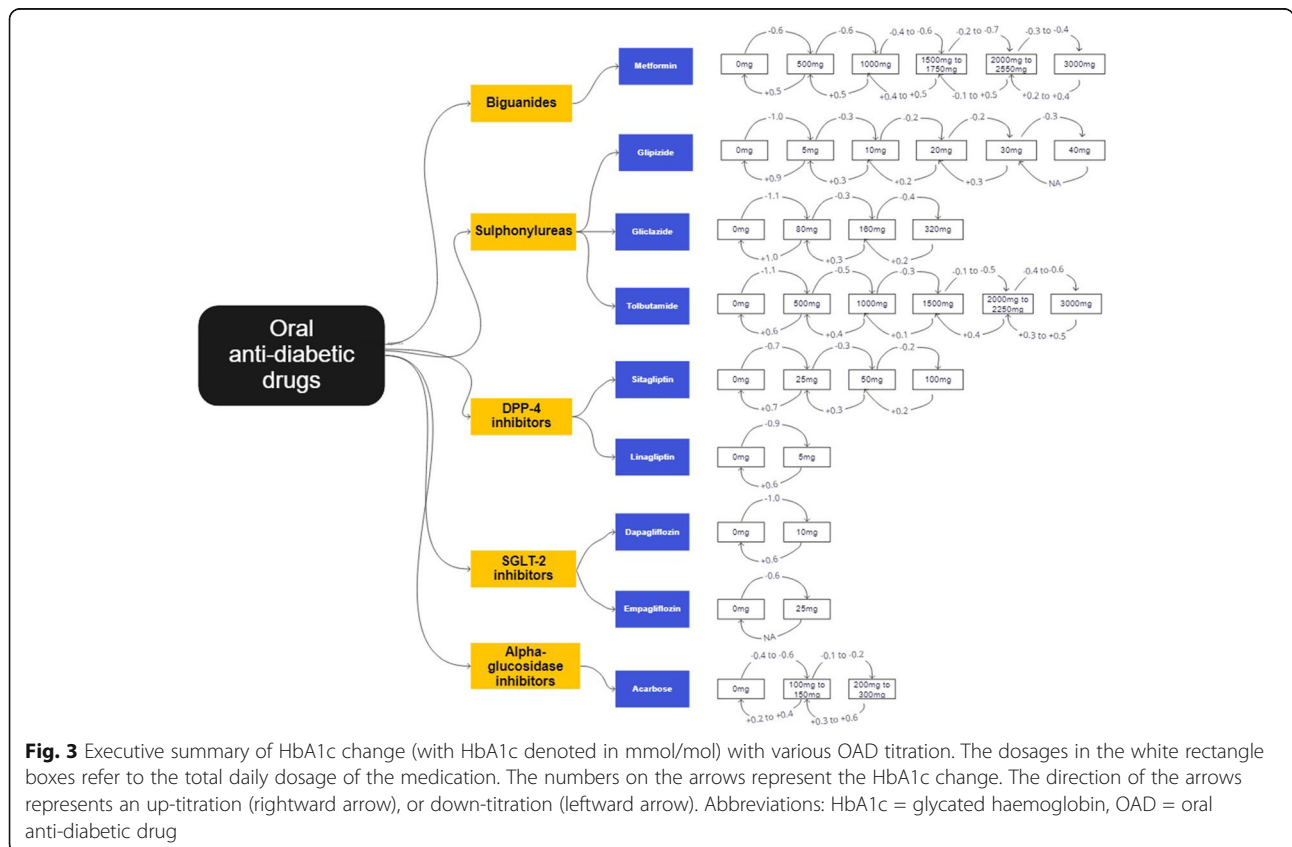 Oral
anti-diabetic
drugs
Biguanides
Metformin
-0.6 -0.6 -0.4 to -0.6 -0.2 to -0.7 -0.3 to -0.4
0mg 500mg 1000mg 1500mg to 1750mg 2000mg to 2550mg 3000mg
+0.5 +0.5 +0.4 to +0.5 -0.1 to +0.5 +0.2 to +0.4
Sulphonylureas
Glipizide
-1.0 -0.3 -0.2 -0.2 -0.3
0mg 5mg 10mg 20mg 30mg 40mg
+0.9 +0.3 +0.2 +0.3 NA
Gliclazide
-1.1 -0.3 -0.4
0mg 80mg 160mg 320mg
+1.0 +0.3 +0.2
Tolbutamide
-1.1 -0.5 -0.3 -0.1 to -0.5 -0.4 to -0.6
0mg 500mg 1000mg 1500mg 2000mg to 2250mg 3000mg
+0.6 +0.4 +0.1 +0.4 +0.3 to +0.5
DPP-4
inhibitors
Sitagliptin
-0.7 -0.3 -0.2
0mg 25mg 50mg 100mg
+0.7 +0.3 +0.2
Linagliptin
-0.9
0mg 5mg
+0.6
SGLT-2
inhibitors
Dapagliflozin
-1.0
0mg 10mg
+0.6
Empagliflozin
-0.6
0mg 25mg
NA
Alpha-
glucosidase
inhibitors
Acarbose
-0.4 to -0.6 -0.1 to -0.2
0mg 100mg to 150mg 200mg to 300mg
+0.2 to +0.4 +0.3 to +0.6
Fig. 3 Executive summary of HbA1c change (with HbA1c denoted in mmol/mol) with various OAD titration. The dosages in the white rectangle
boxes refer to the total daily dosage of the medication. The numbers on the arrows represent the HbA1c change. The direction of the arrows
represents an up-titration (rightward arrow), or down-titration (leftward arrow). Abbreviations: HbA1c = glycated haemoglobin, OAD = oral
anti-diabetic drug